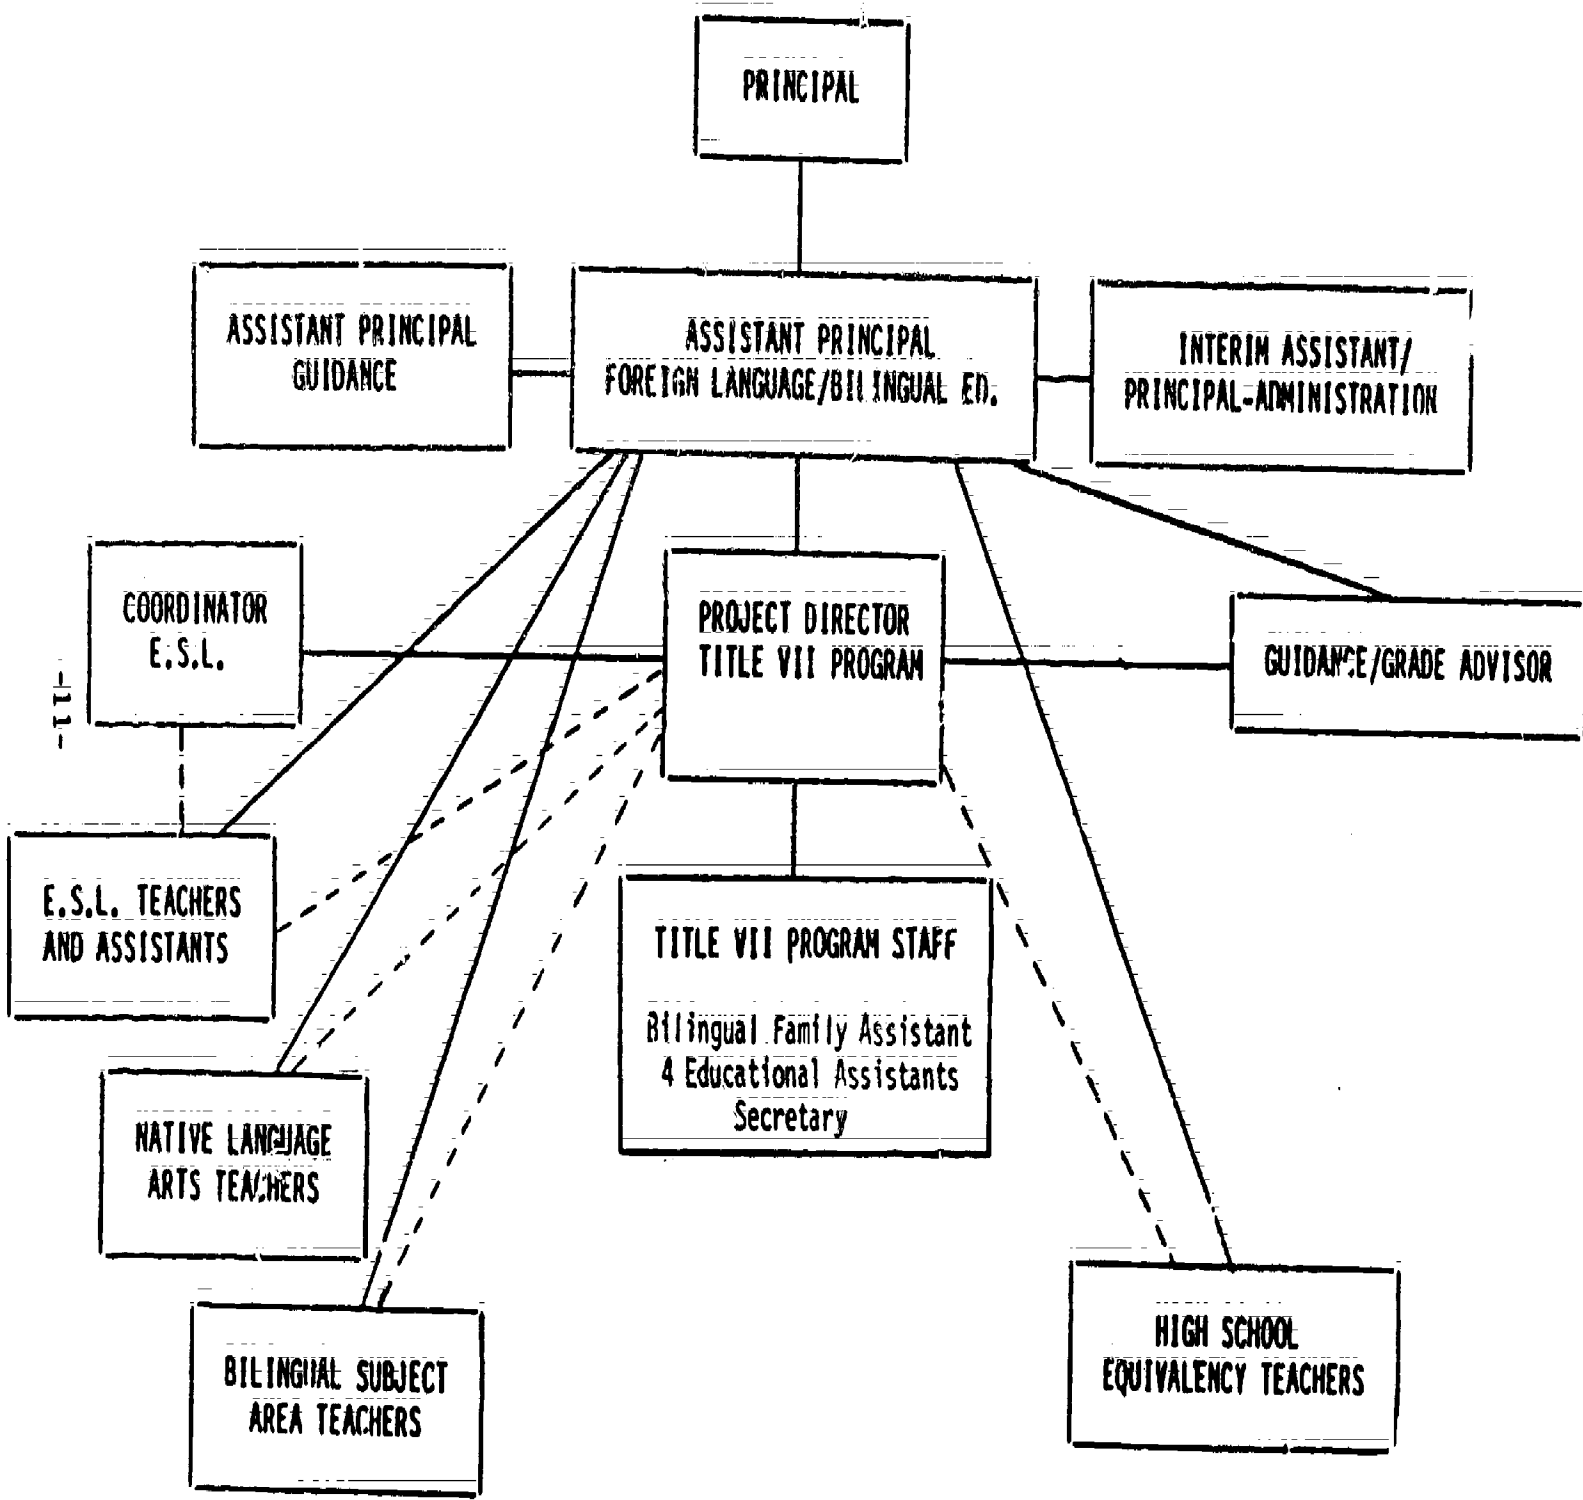 PRINCIPAL
ASSISTANT PRINCIPAL
GUIDANCE
ASSISTANT PRINCIPAL
FOREIGN LANGUAGE/BILINGUAL ED.
INTERIM ASSISTANT/
PRINCIPAL-ADMINISTRATION
COORDINATOR
E.S.L.
PROJECT DIRECTOR
TITLE VII PROGRAM
GUIDANCE/GRADE ADVISOR
-11-
E.S.L. TEACHERS
AND ASSISTANTS
TITLE VII PROGRAM STAFF
Bilingual Family Assistant
4 Educational Assistants
Secretary
NATIVE LANGUAGE
ARTS TEACHERS
BILINGUAL SUBJECT
AREA TEACHERS
HIGH SCHOOL
EQUIVALENCY TEACHERS